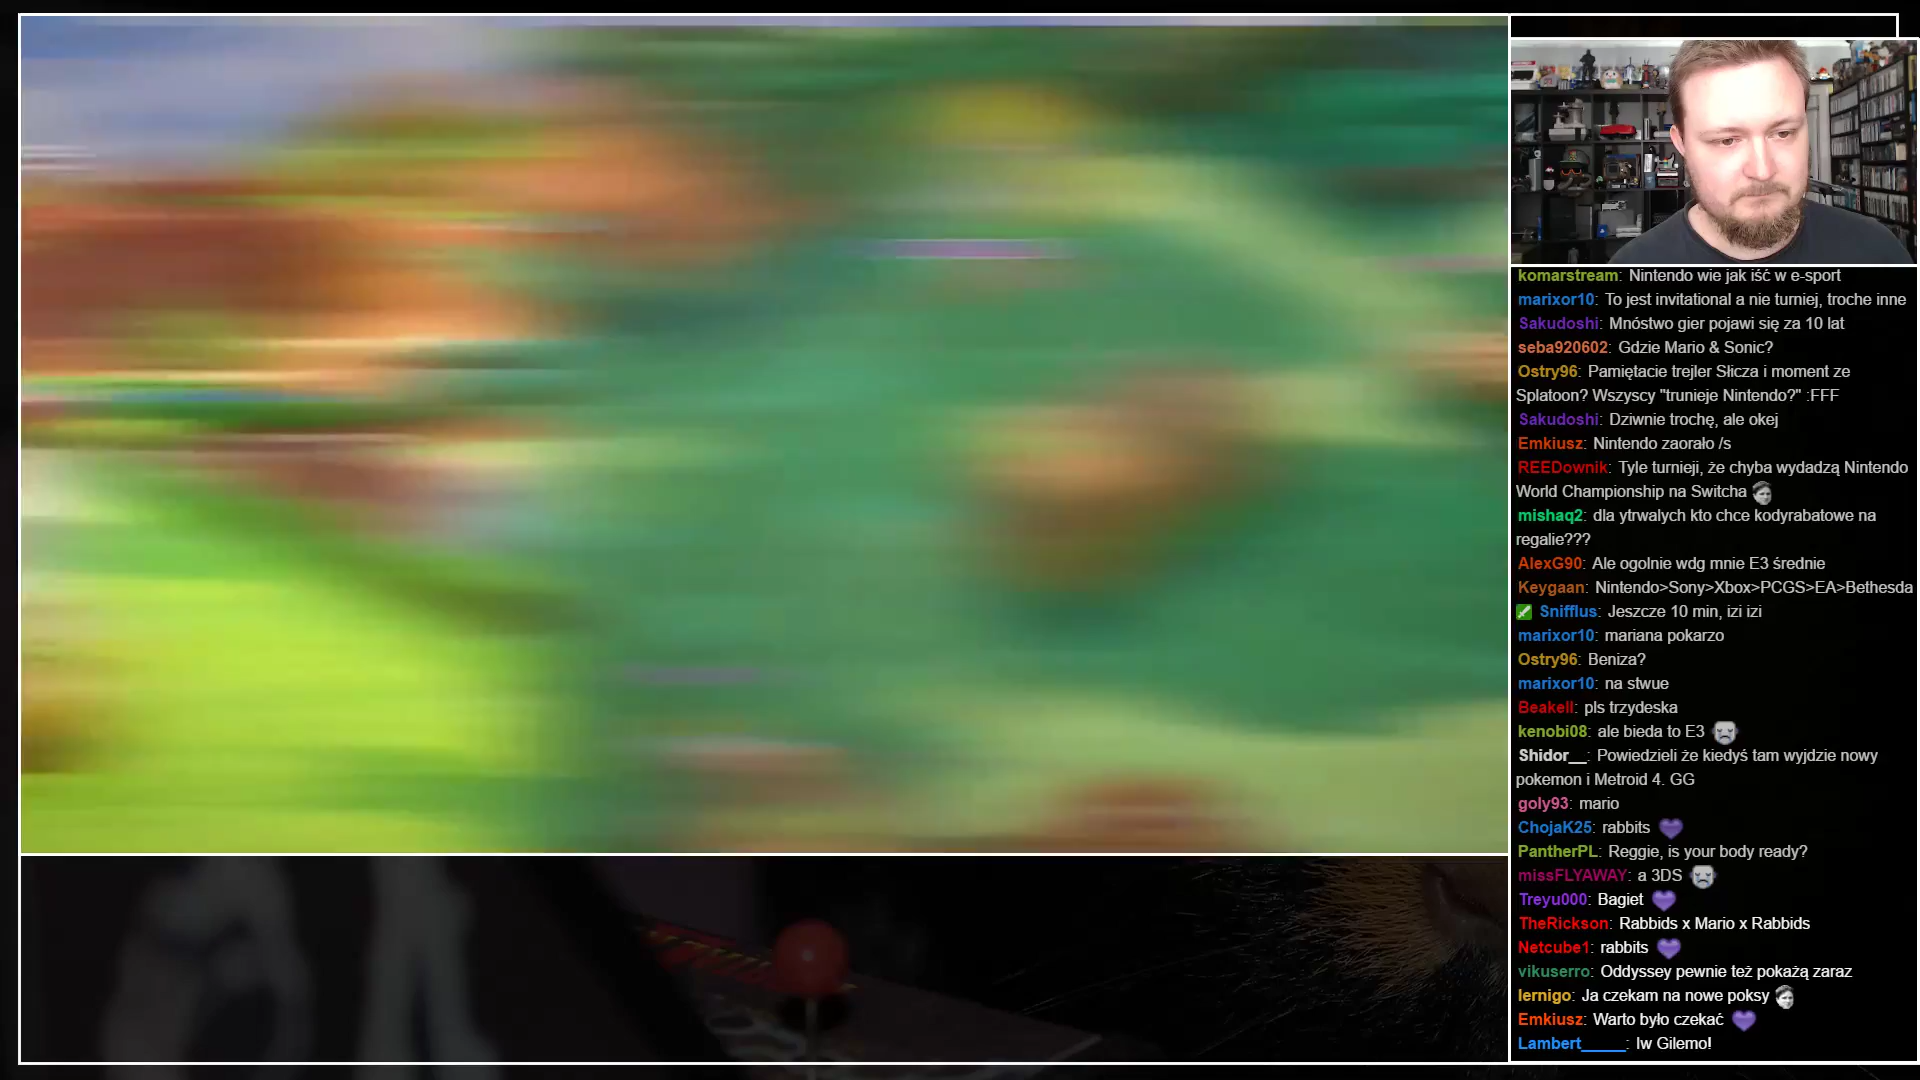 komarstream: Nintendo wie jak iść w e-sport
marixor10: To jest invitational a nie turniej, troche inne
Sakudoshi: Mnóstwo gier pojawi się za 10 lat
seba920602: Gdzie Mario & Sonic?
Ostry96: Pamiętacie trejler Słicza i moment ze
Splatoon? Wszyscy "trunieje Nintendo?" :FFF
Sakudoshi: Dziwnie trochę, ale okej
Emkiusz: Nintendo zaorało /s
REEDownik: Tyle turnieji, że chyba wydadzą Nintendo
World Championship na Switcha
mishaq2: dla ytrwalych kto chce kodyrabatowe na
regalie???
AlexG90: Ale ogolnie wdg mnie E3 średnie
Keygaan: Nintendo>Sony>Xbox>PCGS>EA>Bethesda
Snifflus: Jeszcze 10 min, izi izi
marixor10: mariana pokarzo
Ostry96: Beniza?
marixor10: na stwue
Beakell: pls trzydeska
kenobi08: ale bieda to E3
Shidor__: Powiedzieli że kiedyś tam wyjdzie nowy
pokemon i Metroid 4. GG
goly93: mario
ChojaK25: rabbits
PantherPL: Reggie, is your body ready?
missFLYAWAY: a 3DS
Treyu000: Bagiet
TheRickson: Rabbids x Mario x Rabbids
Netcube1: rabbits
vikuserro: Oddyssey pewnie też pokażą zaraz
lernigo: Ja czekam na nowe poksy
Emkiusz: Warto było czekać
Lambert_____: Iw Gilemo!